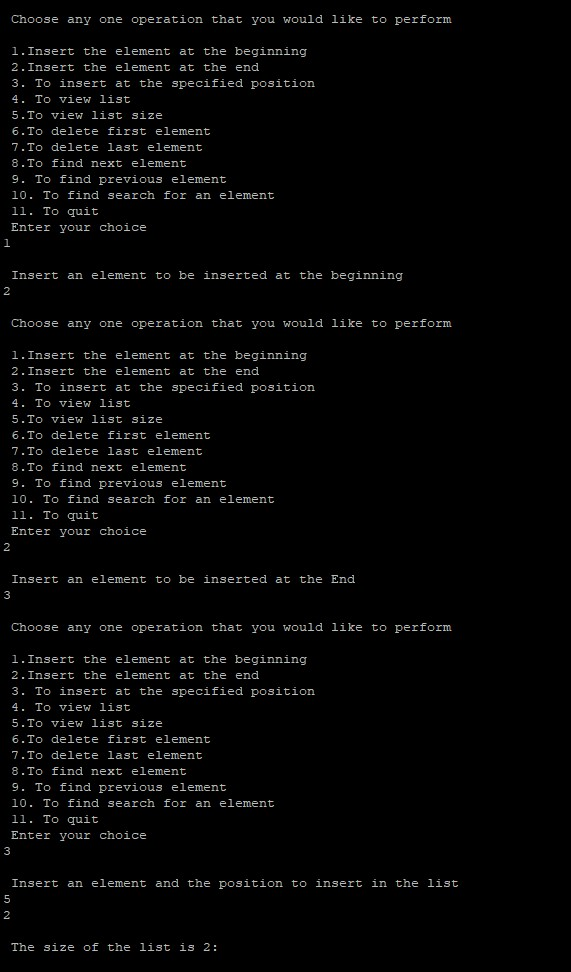 Choose any one operation that you would like to perform
1.Insert the element at the beginning
2.Insert the element at the end
3. To insert at the specified position
4. To view list
5.To view list size
6.To delete first element
7.To delete last element
8.To find next element
9. To find previous element
10. To find search for an element
11. To quit
Enter your choice
1
Insert an element to be inserted at the beginning
2
Choose any one operation that you would like to perform
1.Insert the element at the beginning
2.Insert the element at the end
3. To insert at the specified position
4. To view list
5.To view list size
6.To delete first element
7.To delete last element
8.To find next element
9. To find previous element
10. To find search for an element
11. To quit
Enter your choice
2
Insert an element to be inserted at the End
3
Choose any one operation that you would like to perform
1.Insert the element at the beginning
2.Insert the element at the end
3. To insert at the specified position
4. To view list
5.To view list size
6.To delete first element
7.To delete last element
8.To find next element
9. To find previous element
10. To find search for an element
11. To quit
Enter your choice
3
Insert an element and the position to insert in the list
5
2
The size of the list is 2: